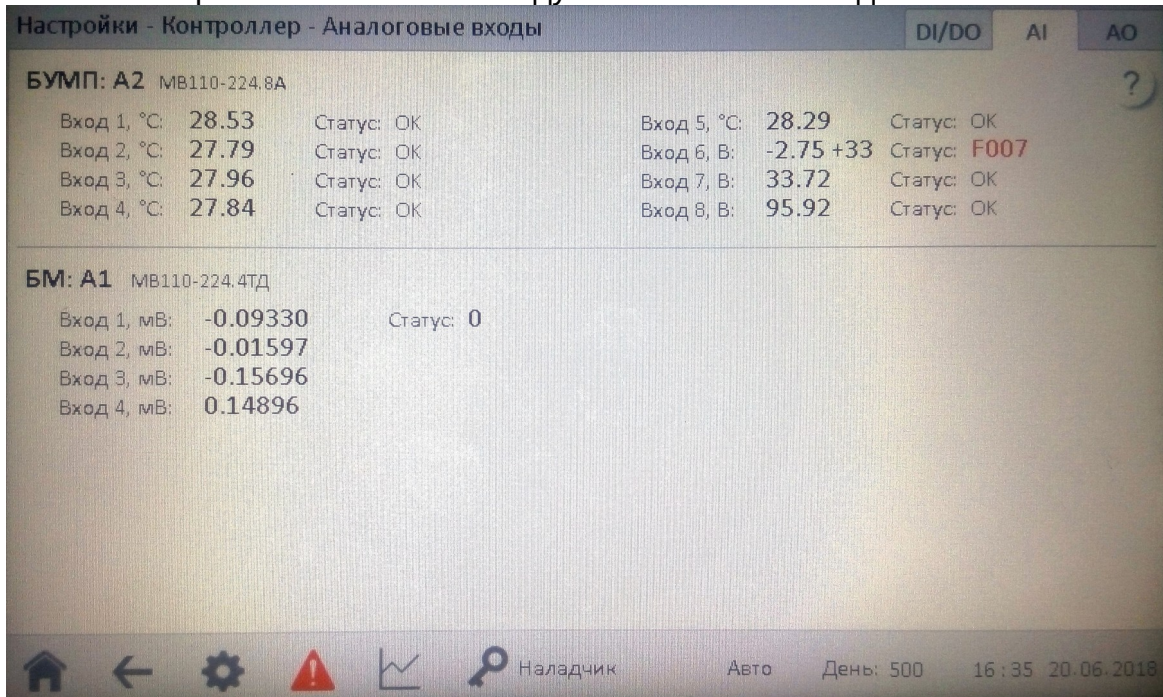 Настройки - Контроллер - Аналоговые входы DI/DO AI AO
БУМП: A2 МВ110-224.8А ?
Вход 1, °C: 28.53 Статус: OK Вход 5, °C: 28.29 Статус: OK
Вход 2, °C: 27.79 Статус: OK Вход 6, В: -2.75 +33 Статус: F007
Вход 3, °C: 27.96 Статус: OK Вход 7, В: 33.72 Статус: OK
Вход 4, °C: 27.84 Статус: OK Вход 8, В: 95.92 Статус: OK
БМ: A1 МВ110-224.4ТД
Вход 1, мВ: -0.09330 Статус: 0
Вход 2, мВ: -0.01597
Вход 3, мВ: -0.15696
Вход 4, мВ: 0.14896
Наладчик Авто День: 500 16:35 20.06.2018